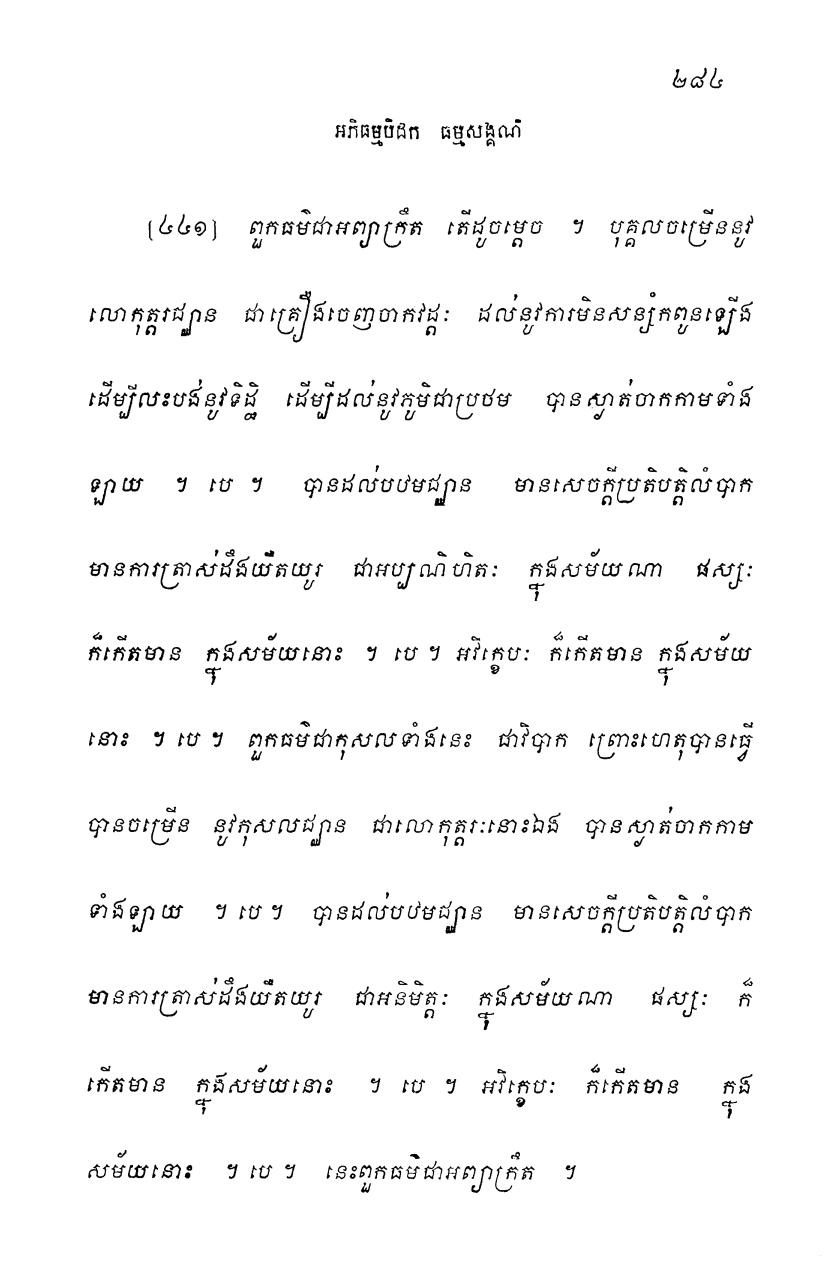 ២៨៤
អភិធម្មបិដក ធម្មសង្គណី
[៤៤១] ពួកធម៌ជាអព្យាក្រឹត តើដូចម្តេច ។ បុគ្គលចម្រើននូវ
លោកុត្តរជ្ឈាន ជាគ្រឿងចេញចាកវដ្តៈ ដល់នូវការមិនសន្សំកពូនឡើង
ដើម្បីលះបង់នូវទិដ្ឋិ ដើម្បីដល់នូវភូមិជាប្រថម បានស្ងាត់ចាកកាមទាំង
ឡាយ ។ បេ ។ បានដល់បឋមជ្ឈាន មានសេចក្តីប្រតិបត្តិលំបាក
មានការត្រាស់ដឹងយឺតយូរ ជាអប្បណិហិតៈ ក្នុងសម័យណា ផស្សៈ
ក៏កើតមាន ក្នុងសម័យនោះ ។ បេ ។ អវិក្ខេបៈ ក៏កើតមាន ក្នុងសម័យ
នោះ ។ បេ ។ ពួកធម៌ជាកុសលទាំងនេះ ជាវិបាក ព្រោះហេតុបានធ្វើ
បានចម្រើន នូវកុសលជ្ឈាន ជាលោកុត្តរៈនោះឯង បានស្ងាត់ចាកកាម
ទាំងឡាយ ។ បេ ។ បានដល់បឋមជ្ឈាន មានសេចក្តីប្រតិបត្តិលំបាក
មានការត្រាស់ដឹងយឺតយូរ ជាអនិមិត្តៈ ក្នុងសម័យណា ផស្សៈ ក៏
កើតមាន ក្នុងសម័យនោះ ។ បេ ។ អវិក្ខេបៈ ក៏កើតមាន ក្នុង
សម័យនោះ ។ បេ ។ នេះពួកធម៌ជាអព្យាក្រឹត ។